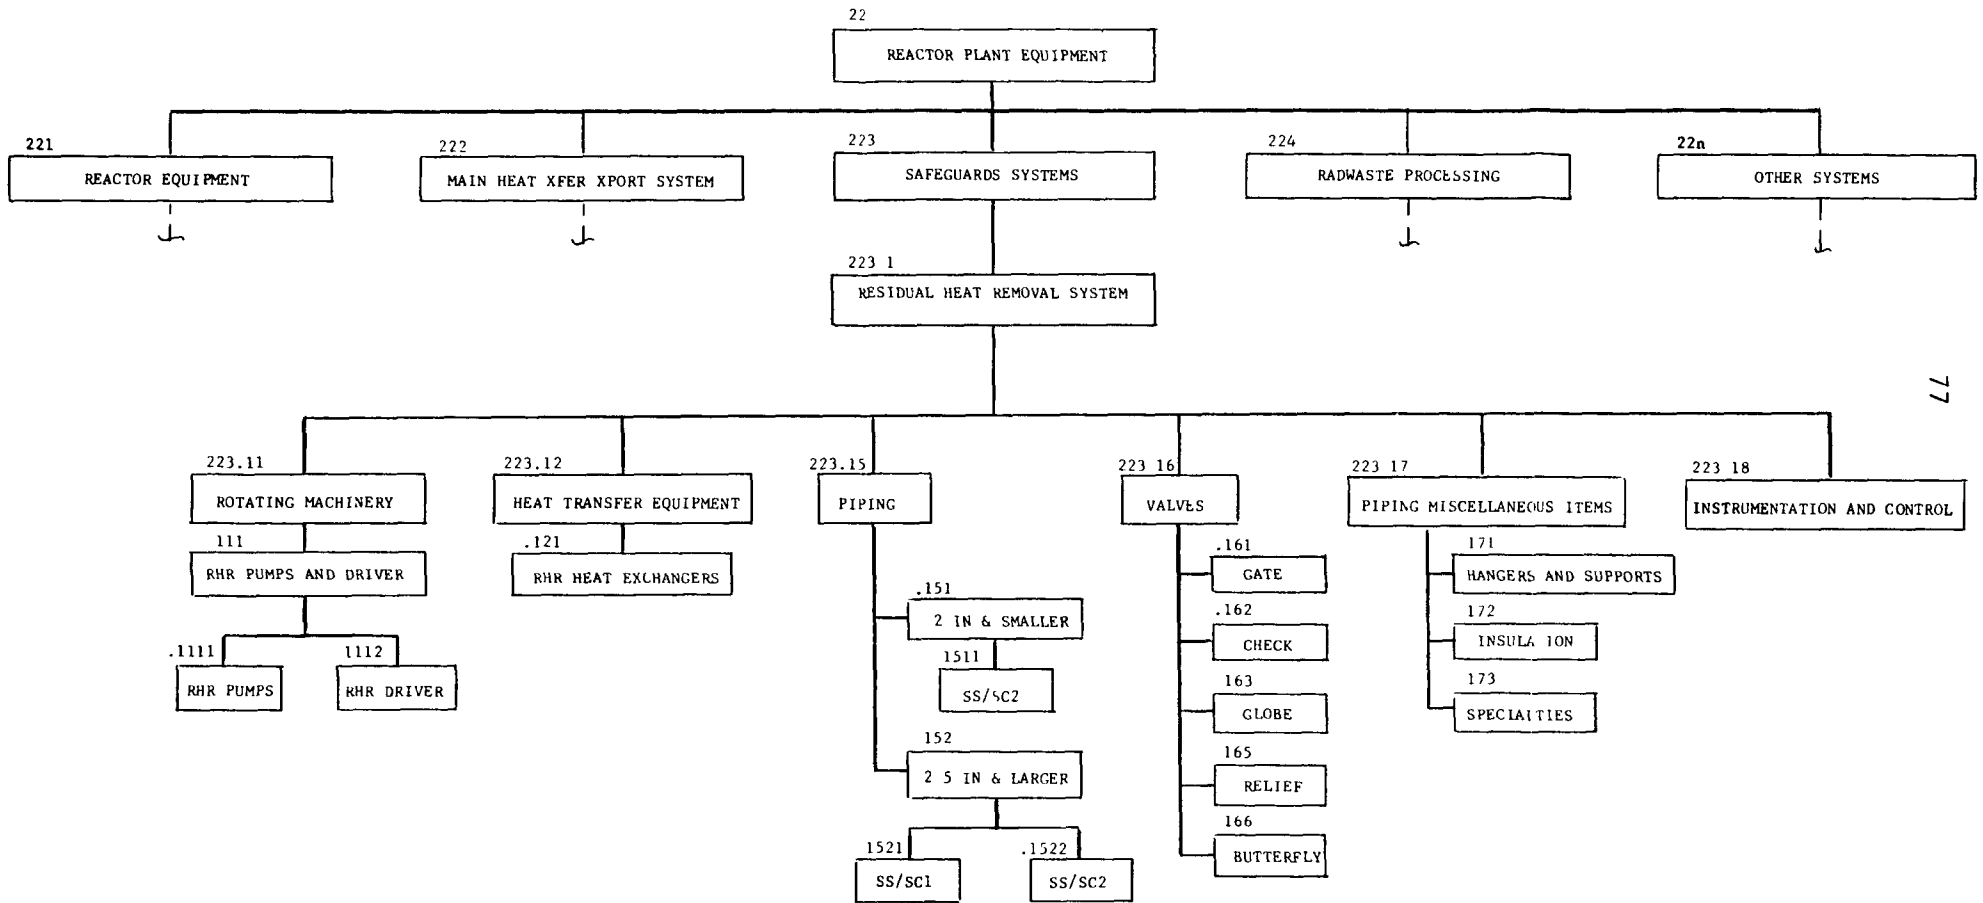 22
REACTOR PLANT EQUIPMENT
221
REACTOR EQUIPMENT
222
MAIN HEAT XFER XPORT SYSTEM
223
SAFEGUARDS SYSTEMS
224
RADWASTE PROCESSING
22n
OTHER SYSTEMS
223 1
RESIDUAL HEAT REMOVAL SYSTEM
77
223.11
ROTATING MACHINERY
111
RHR PUMPS AND DRIVER
.1111
RHR PUMPS
1112
RHR DRIVER
223.12
HEAT TRANSFER EQUIPMENT
.121
RHR HEAT EXCHANGERS
223.15
PIPING
.151
2 IN & SMALLER
1511
SS/SC2
152
2 5 IN & LARGER
1521
SS/SC1
.1522
SS/SC2
223 16
VALVES
.161
GATE
.162
CHECK
163
GLOBE
165
RELIEF
166
BUTTERFLY
223 17
PIPING MISCELLANEOUS ITEMS
171
HANGERS AND SUPPORTS
172
INSULA ION
173
SPECIALTIES
223 18
INSTRUMENTATION AND CONTROL